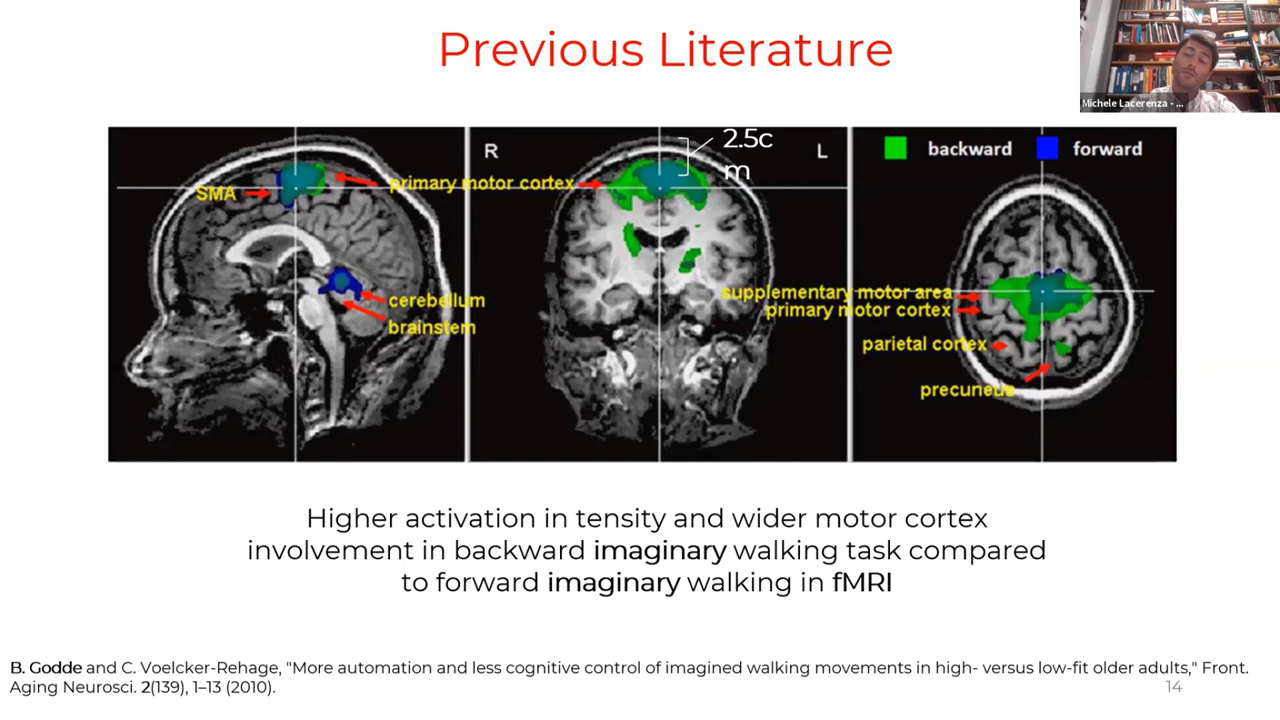 Previous Literature
Michele Lacerenza - ...
R
2.5c
m
L
backward
forward
SMA
primary motor cortex
cerebellum
brainstem
supplementary motor area
primary motor cortex
parietal cortex
precuneus
Higher activation in tensity and wider motor cortex
involvement in backward imaginary walking task compared
to forward imaginary walking in fMRI
B. Godde and C. Voelcker-Rehage, "More automation and less cognitive control of imagined walking movements in high- versus low-fit older adults," Front.
Aging Neurosci. 2(139), 1–13 (2010).
14